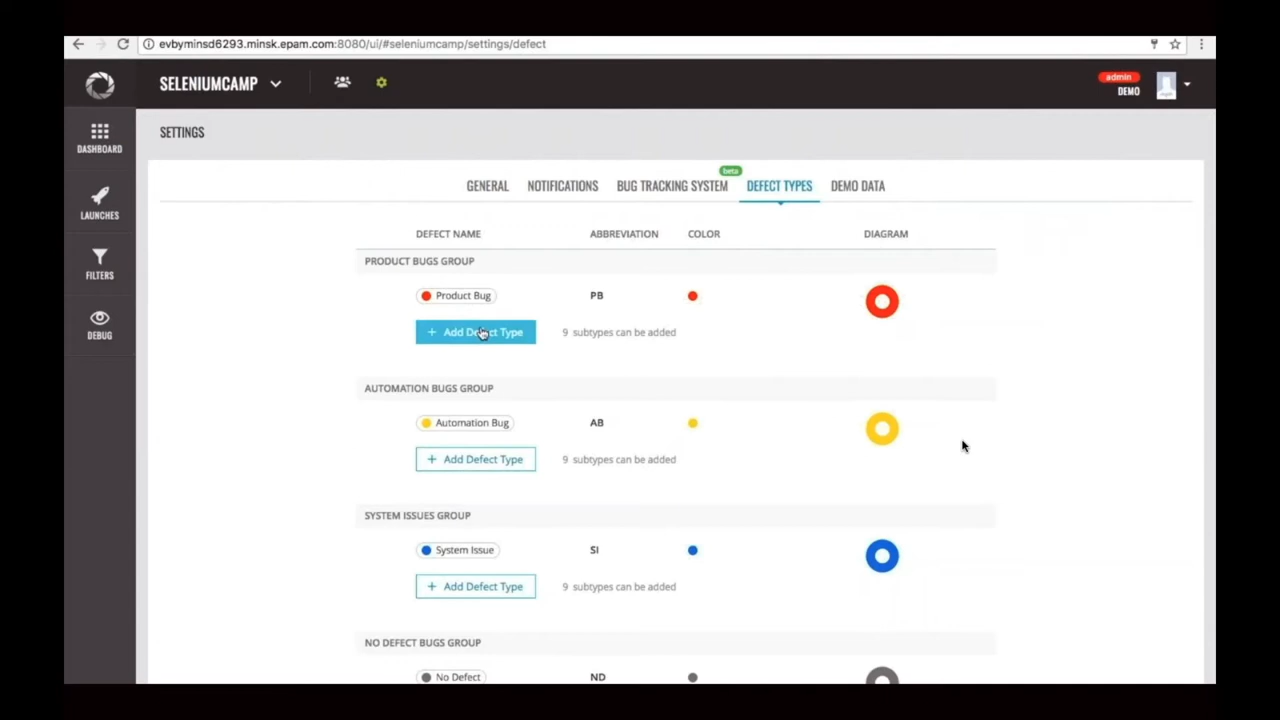 evbyminsd6293.minsk.epam.com:8080/ui/#seleniumcamp/settings/defect
SELENIUMCAMP
admin
DEMO
DASHBOARD
LAUNCHES
FILTERS
DEBUG
SETTINGS
GENERAL NOTIFICATIONS BUG TRACKING SYSTEM beta DEFECT TYPES DEMO DATA
DEFECT NAME ABBREVIATION COLOR DIAGRAM
PRODUCT BUGS GROUP
Product Bug PB
+ Add Defect Type 9 subtypes can be added
AUTOMATION BUGS GROUP
Automation Bug AB
+ Add Defect Type 9 subtypes can be added
SYSTEM ISSUES GROUP
System Issue SI
+ Add Defect Type 9 subtypes can be added
NO DEFECT BUGS GROUP
No Defect ND